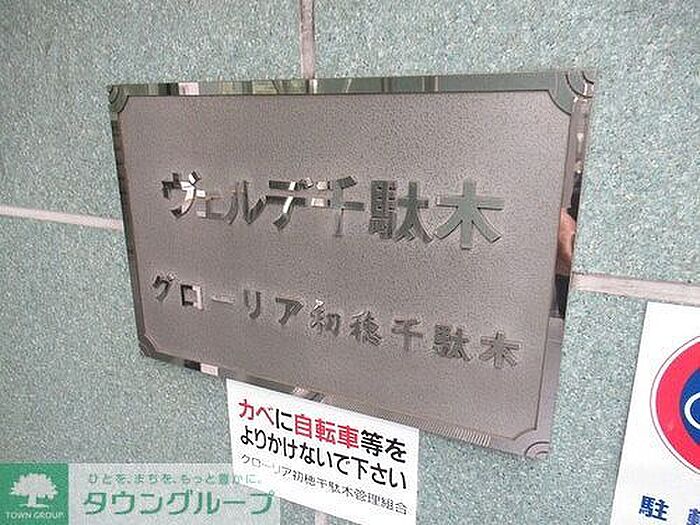 ヴェルデ千駄木
グローリア初穂千駄木
カベに自転車等を
よりかけないで下さい
グローリア初穂千駄木管理組合
駐
ひとを、まちを、もっと豊かに。
タウングループ
TOWN GROUP